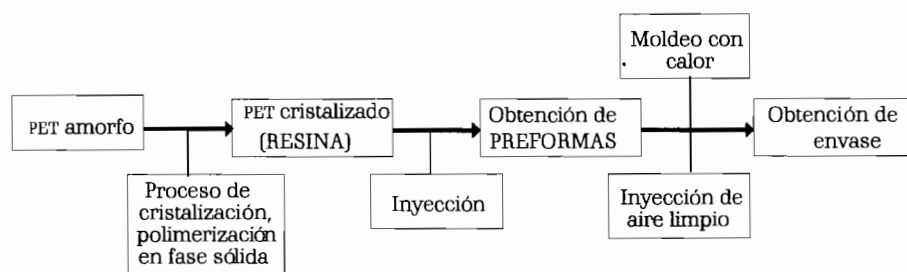 Moldeo con
calor
PET amorfo
PET cristalizado
(RESINA)
Obtención de
PREFORMAS
Obtención de
envase
Proceso de
cristalización,
polimerización
en fase sólida
Inyección
Inyección de
aire limpio